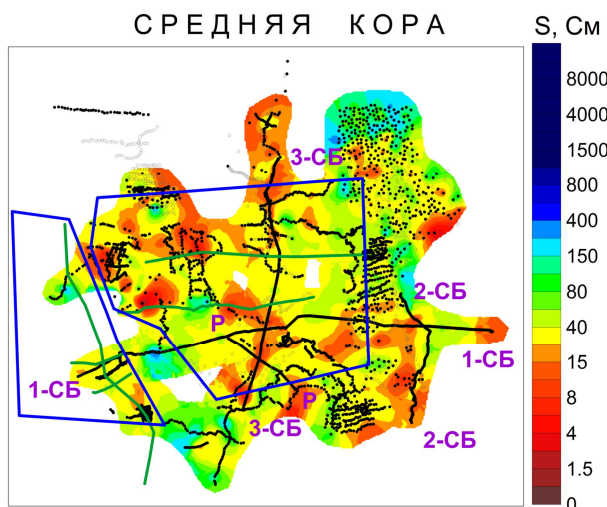 СРЕДНЯЯ КОРА
S, См
8000
4000
1500
800
400
150
80
40
15
8
4
1.5
0
3-СБ
2-СБ
Р
1-СБ
1-СБ
Р
3-СБ
2-СБ